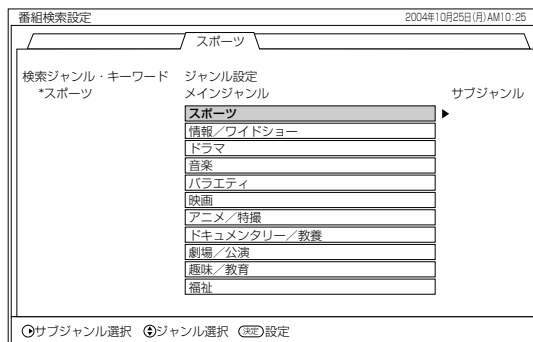 番組検索設定 2004年10月25日(月)AM10:25
スポーツ
検索ジャンル・キーワード ジャンル設定
*スポーツ メインジャンル サブジャンル
スポーツ
情報／ワイドショー
ドラマ
音楽
バラエティ
映画
アニメ／特撮
ドキュメンタリー／教養
劇場／公演
趣味／教育
福祉
サブジャンル選択 ジャンル選択 決定 設定